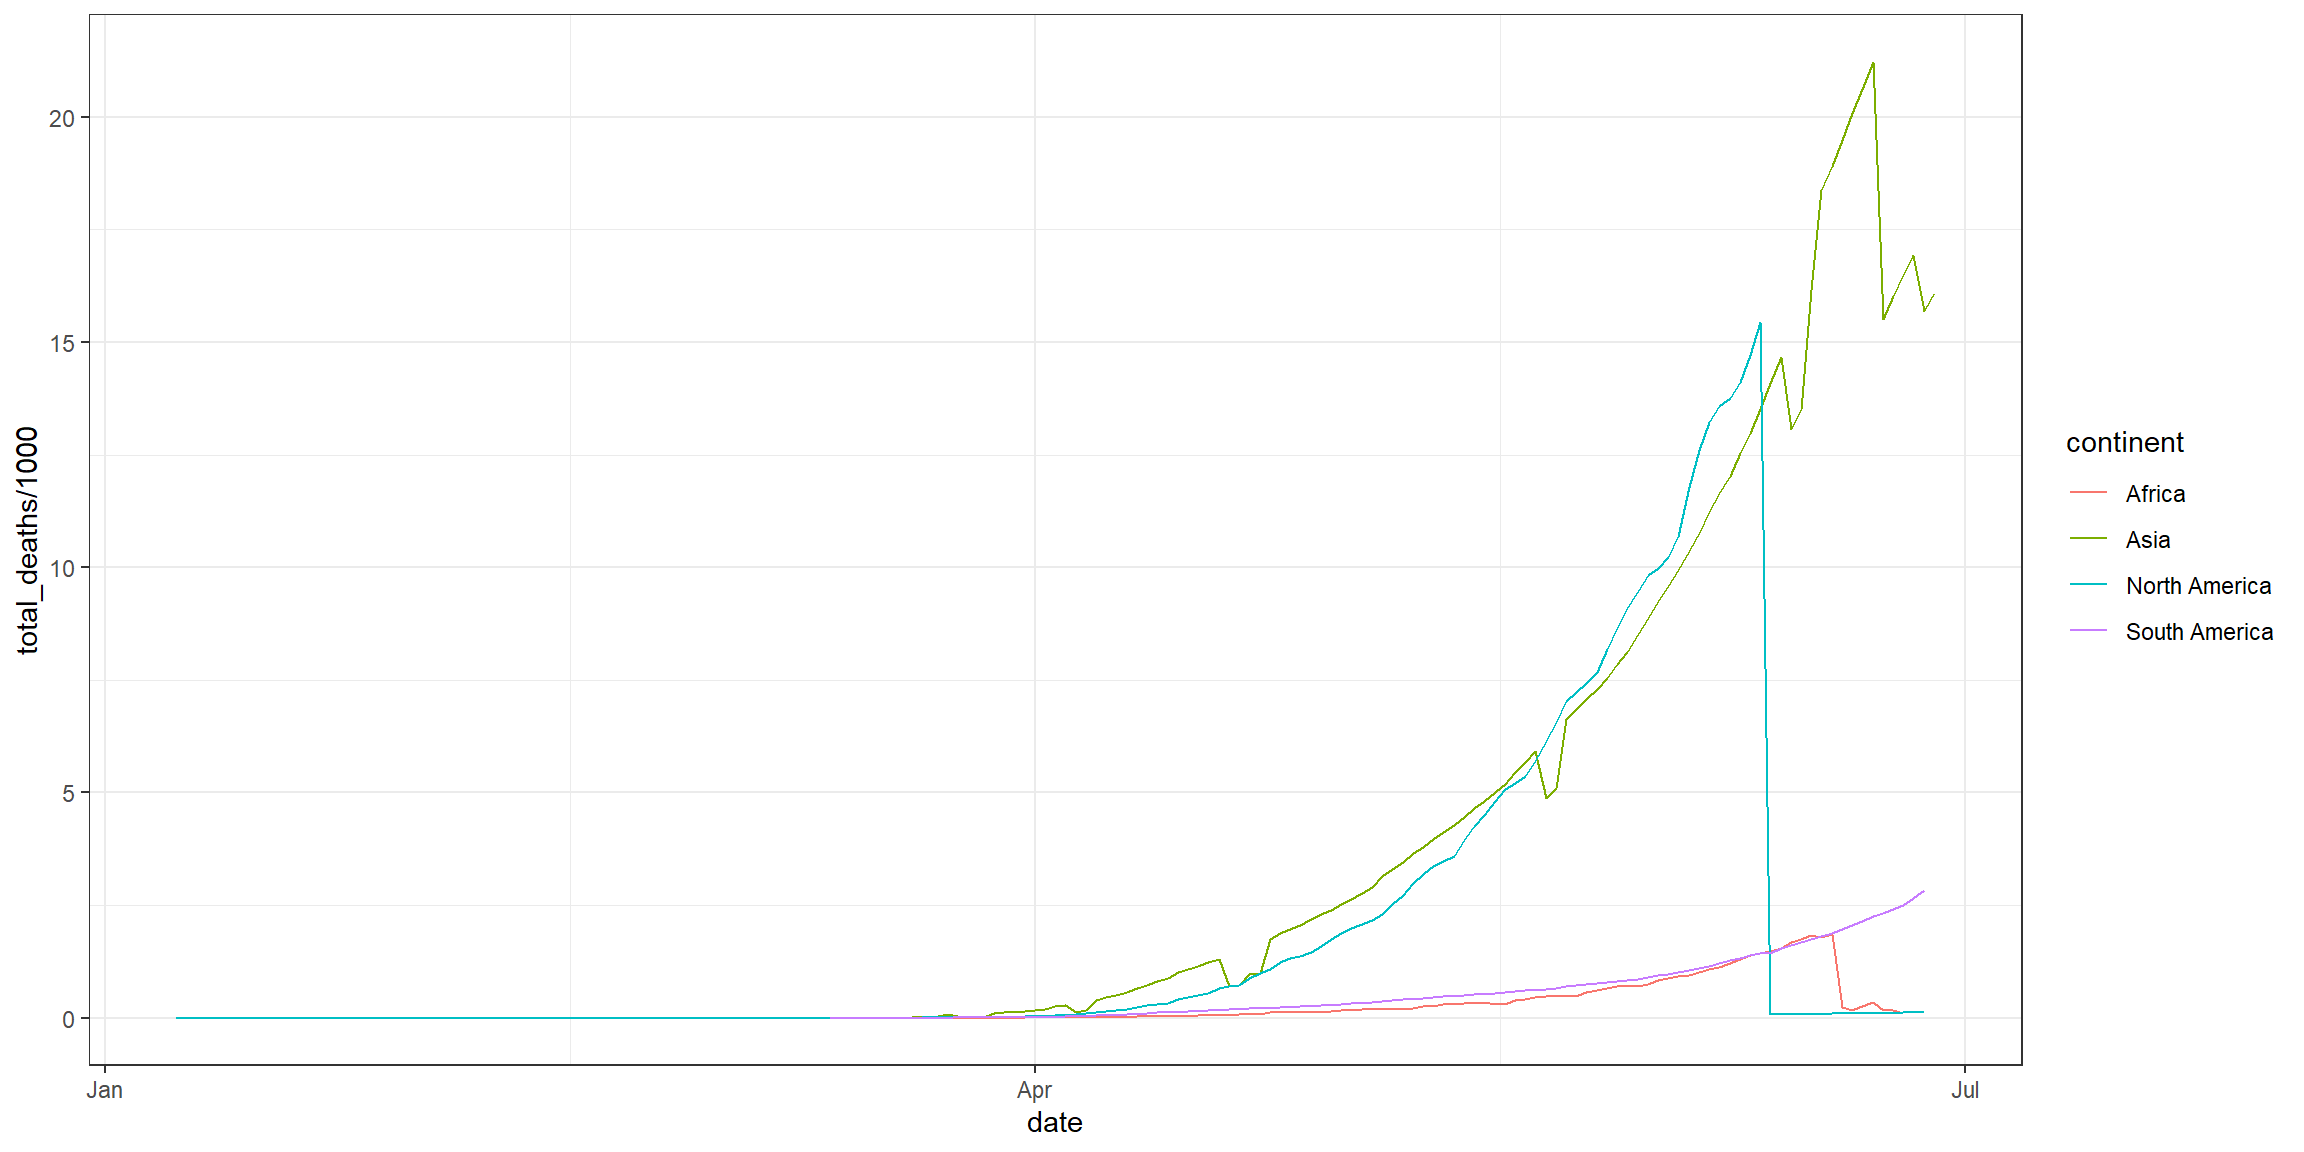 total_deaths/1000
20
15
10
5
0
Jan
Apr
Jul
date
continent
Africa
Asia
North America
South America